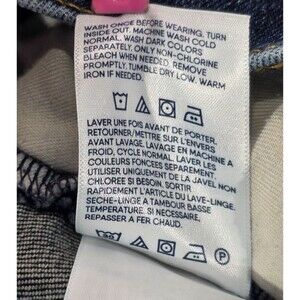 WASH ONCE BEFORE WEARING. TURN
INSIDE OUT. MACHINE WASH COLD
NORMAL. WASH DARK COLORS
SEPARATELY. ONLY NON-CHLORINE
BLEACH WHEN NEEDED. REMOVE
PROMPTLY. TUMBLE DRY LOW. WARM
IRON IF NEEDED.
LAVER UNE FOIS AVANT DE PORTER.
RETOURNER/METTRE SUR L'ENVERS
AVANT LAVAGE. LAVAGE EN MACHINE A
FROID, CYCLE NORMAL. LAVER LES
COULEURS FONCEES SEPAREMENT.
UTILISER UNIQUEMENT DE LA JAVEL NON
CHLOREE SI BESOIN. SORTIR
RAPIDEMENT L'ARTICLE DU LAVE-LINGE.
SECHE-LINGE A TAMBOUR BASSE
TEMPERATURE. SI NECESSAIRE,
REPASSER A FER CHAUD.
P